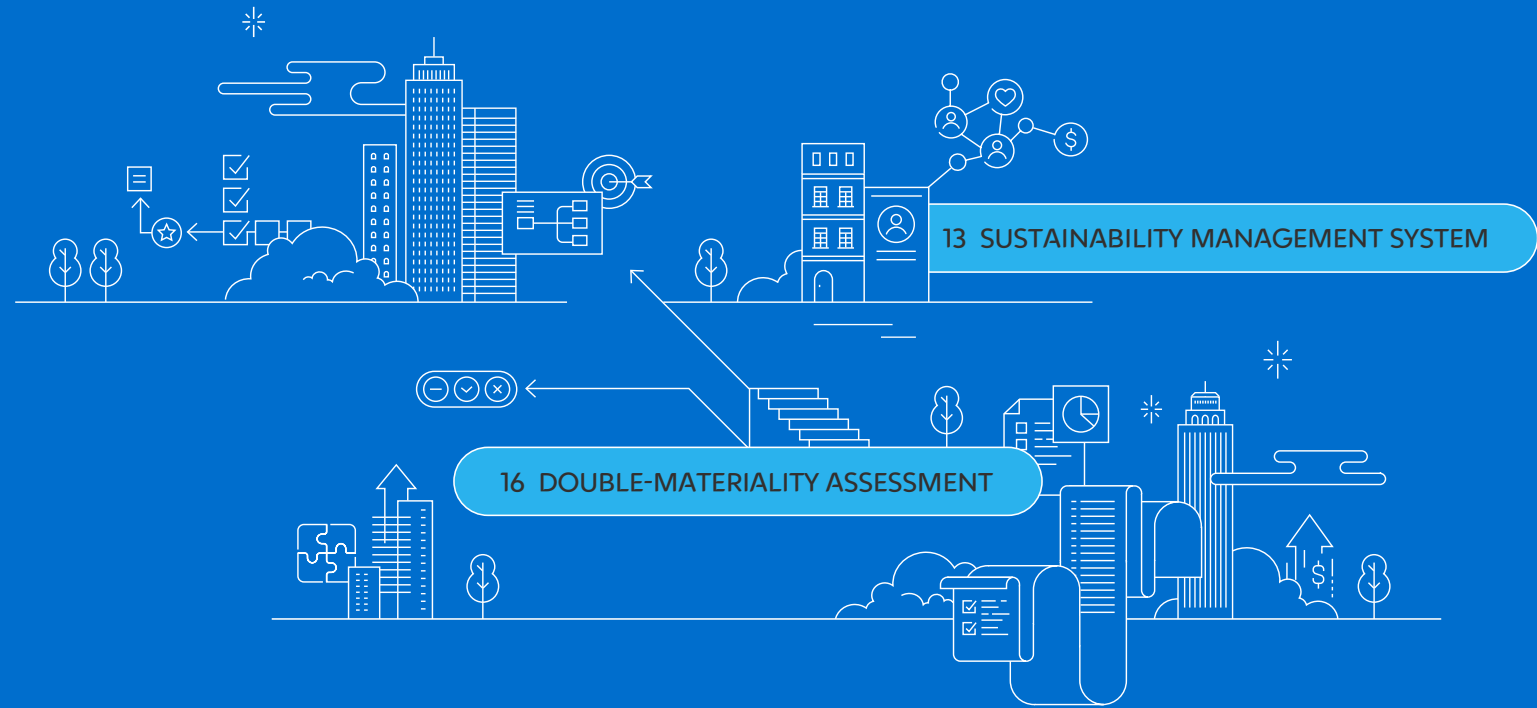 13 SUSTAINABILITY MANAGEMENT SYSTEM
16 DOUBLE-MATERIALITY ASSESSMENT